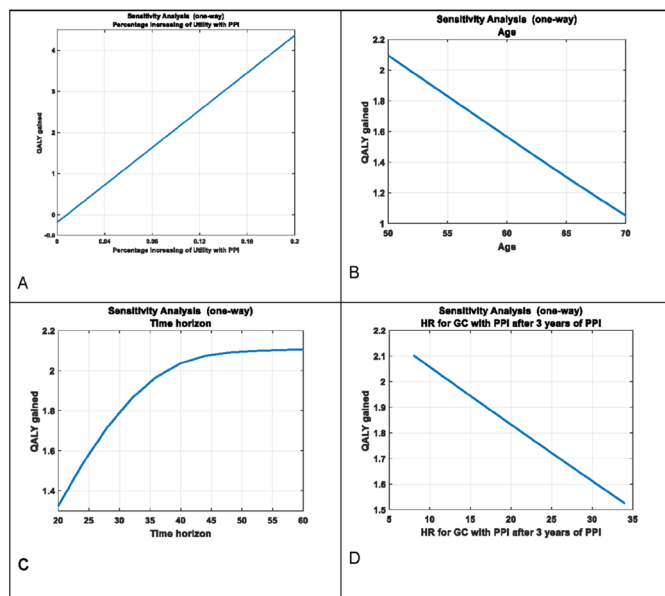 Sensitivity Analysis (one-way)
Percentage Increasing of Utility with PPI
4
3
2
1
0
-0.5
QALY gained
0 0.04 0.08 0.12 0.16 0.2
Percentage Increasing of Utility with PPI
A
Sensitivity Analysis (one-way)
Age
2.2
2
1.8
1.6
1.4
1.2
1
QALY gained
50 55 60 65 70
Age
B
Sensitivity Analysis (one-way)
Time horizon
2.2
2
1.8
1.6
1.4
QALY gained
20 25 30 35 40 45 50 55 60
Time horizon
C
Sensitivity Analysis (one-way)
HR for GC with PPI after 3 years of PPI
2.2
2.1
2
1.9
1.8
1.7
1.6
1.5
QALY gained
5 10 15 20 25 30 35
HR for GC with PPI after 3 years of PPI
D